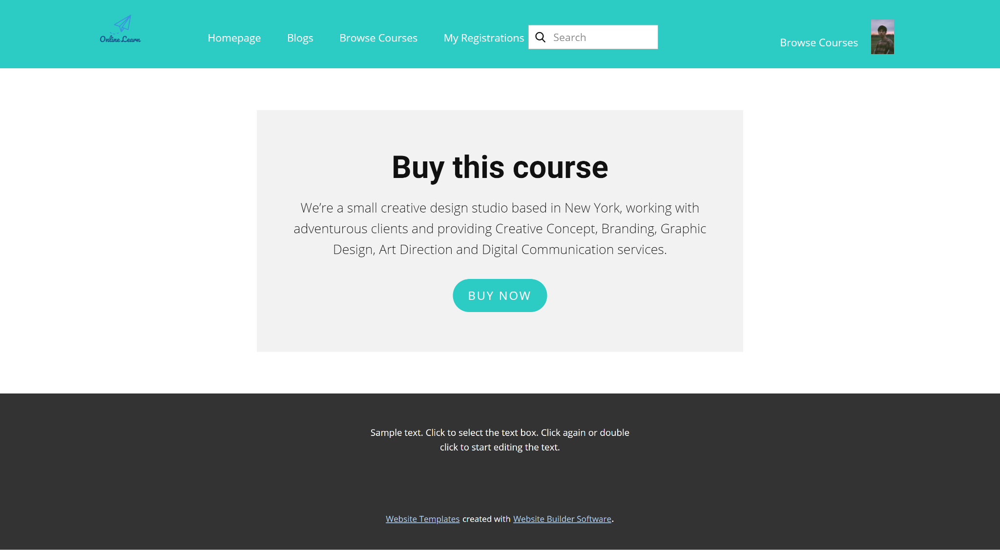 Online Learn
Homepage
Blogs
Browse Courses
My Registrations
Search
Browse Courses
Buy this course
We’re a small creative design studio based in New York, working with
adventurous clients and providing Creative Concept, Branding, Graphic
Design, Art Direction and Digital Communication services.
BUY NOW
Sample text. Click to select the text box. Click again or double
click to start editing the text.
Website Templates created with Website Builder Software.